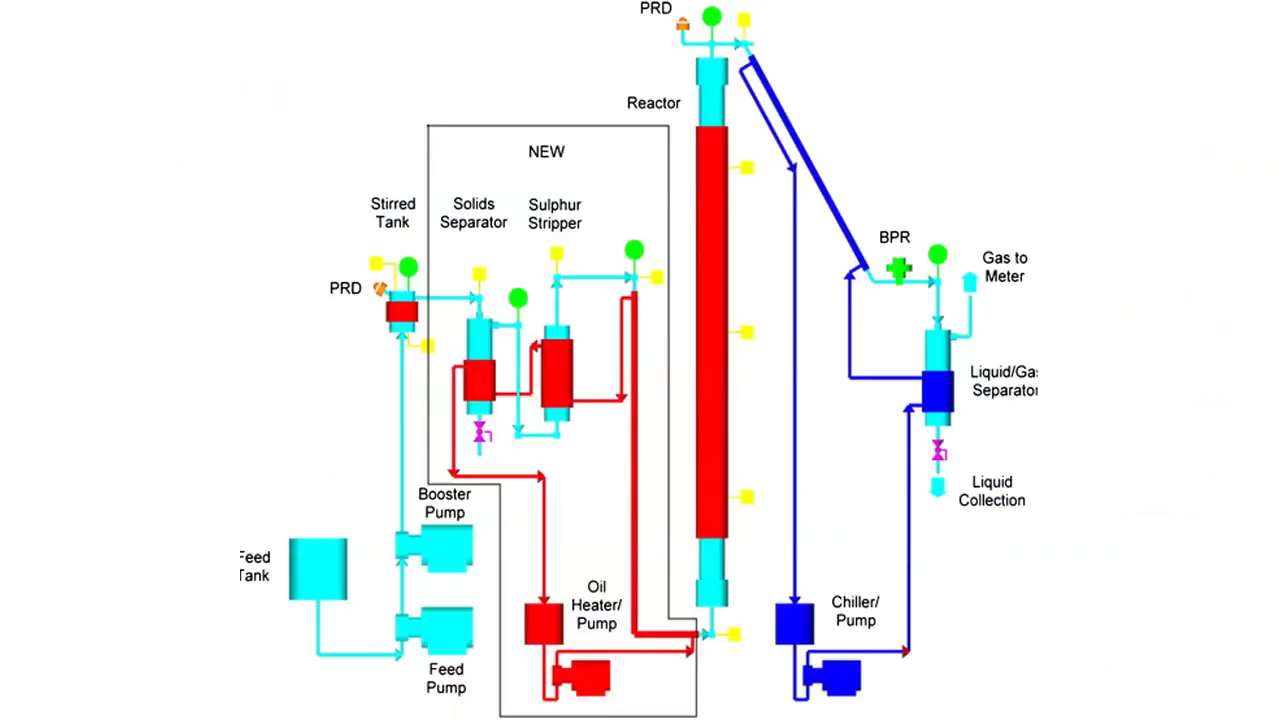 PRD
Reactor
NEW
Stirred
Tank
Solids
Separator
Sulphur
Stripper
PRD
BPR
Gas to
Meter
Liquid/Gas
Separator
Liquid
Collection
Booster
Pump
Feed
Tank
Feed
Pump
Oil
Heater/
Pump
Chiller/
Pump